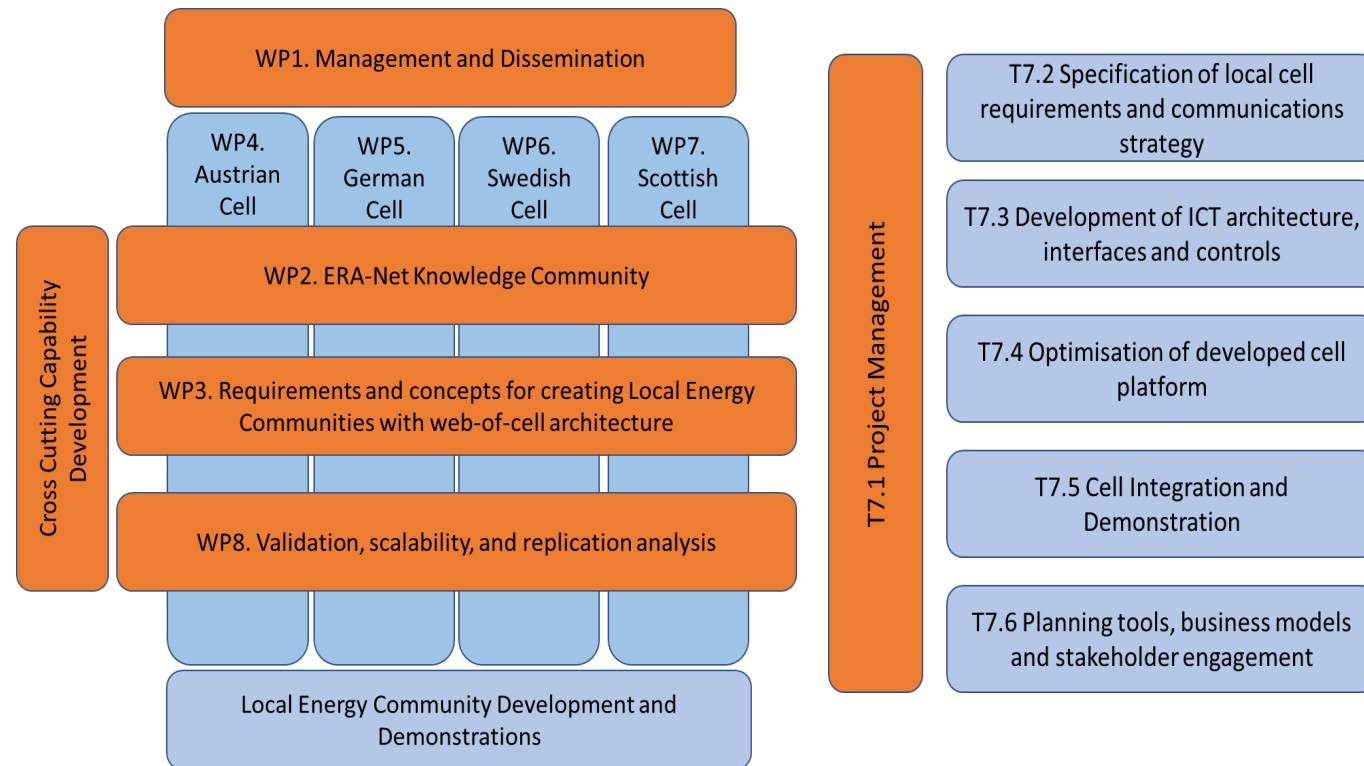 WP1. Management and Dissemination
WP4.
Austrian
Cell
WP5.
German
Cell
WP6.
Swedish
Cell
WP7.
Scottish
Cell
Cross Cutting Capability
Development
WP2. ERA-Net Knowledge Community
WP3. Requirements and concepts for creating Local Energy
Communities with web-of-cell architecture
WP8. Validation, scalability, and replication analysis
Local Energy Community Development and
Demonstrations
T7.1 Project Management
T7.2 Specification of local cell
requirements and communications
strategy
T7.3 Development of ICT architecture,
interfaces and controls
T7.4 Optimisation of developed cell
platform
T7.5 Cell Integration and
Demonstration
T7.6 Planning tools, business models
and stakeholder engagement